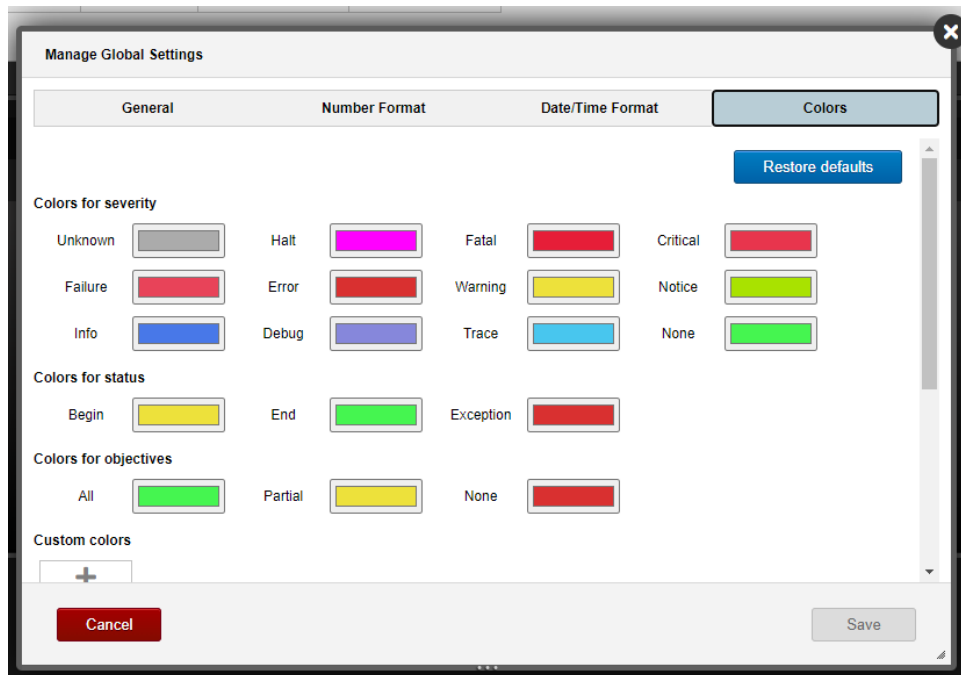 Manage Global Settings
General Number Format Date/Time Format Colors
Restore defaults
Colors for severity
Unknown Halt Fatal Critical
Failure Error Warning Notice
Info Debug Trace None
Colors for status
Begin End Exception
Colors for objectives
All Partial None
Custom colors
Cancel Save